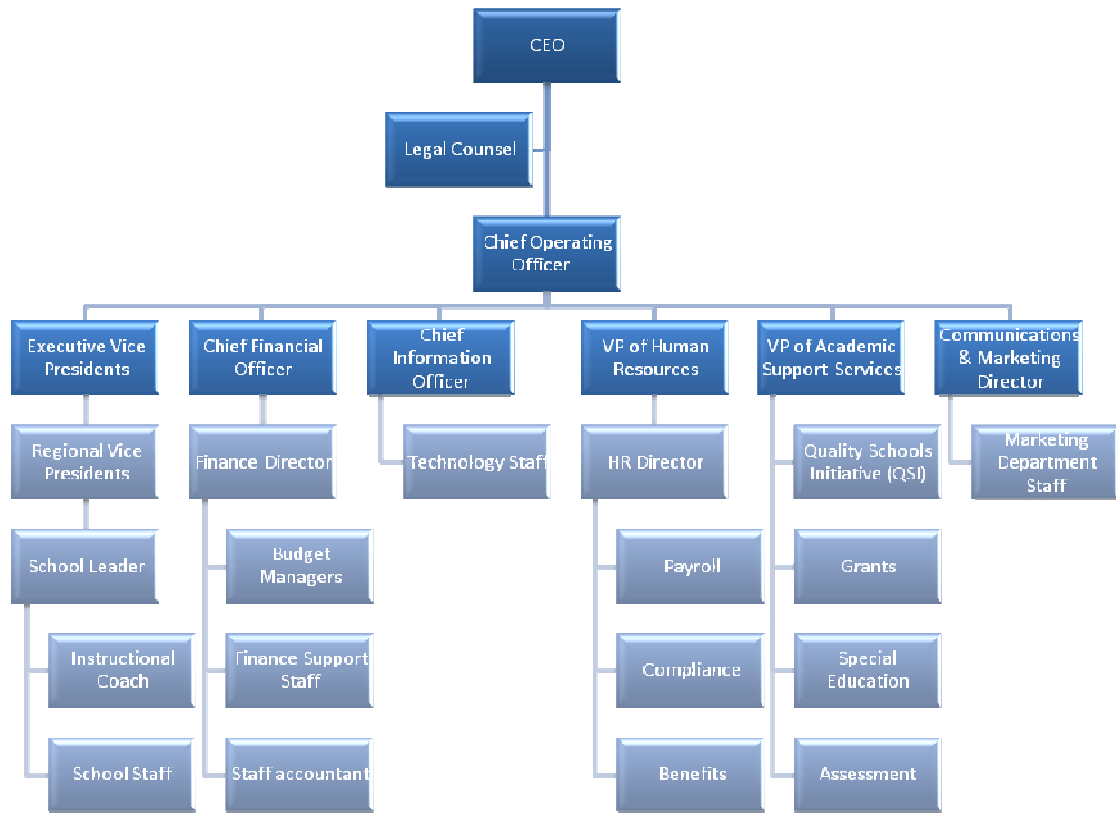 CEO
Legal Counsel
Chief Operating
Officer
Executive Vice
Presidents
Chief Financial
Officer
Chief
Information
Officer
VP of Human
Resources
VP of Academic
Support Services
Communications
& Marketing
Director
Regional Vice
Presidents
Finance Director
Technology Staff
HR Director
Quality Schools
Initiative (QSI)
Marketing
Department
Staff
School Leader
Budget
Managers
Payroll
Grants
Instructional
Coach
Finance Support
Staff
Compliance
Special
Education
School Staff
Staff accountant
Benefits
Assessment